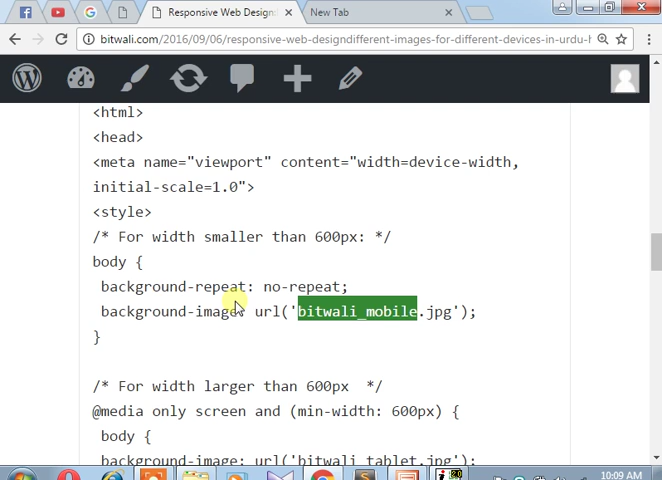 Responsive Web Design:
New Tab
bitwali.com/2016/09/06/responsive-web-designdifferent-images-for-different-devices-in-urdu-h
<html>
<head>
<meta name="viewport" content="width=device-width,
initial-scale=1.0">
<style>
/* For width smaller than 600px: */
body {
background-repeat: no-repeat;
background-image: url('bitwali_mobile.jpg');
}
/* For width larger than 600px */
@media only screen and (min-width: 600px) {
body {
background-image: url('bitwali_tablet.jpg');
10:09 AM